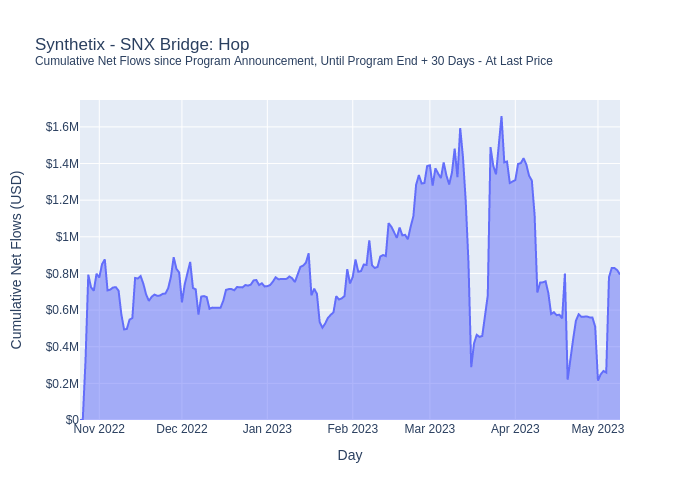 Synthetix - SNX Bridge: Hop
Cumulative Net Flows since Program Announcement, Until Program End + 30 Days - At Last Price
$1.6M
$1.4M
$1.2M
$1M
$0.8M
$0.6M
$0.4M
$0.2M
$0
Cumulative Net Flows (USD)
Nov 2022 Dec 2022 Jan 2023 Feb 2023 Mar 2023 Apr 2023 May 2023
Day